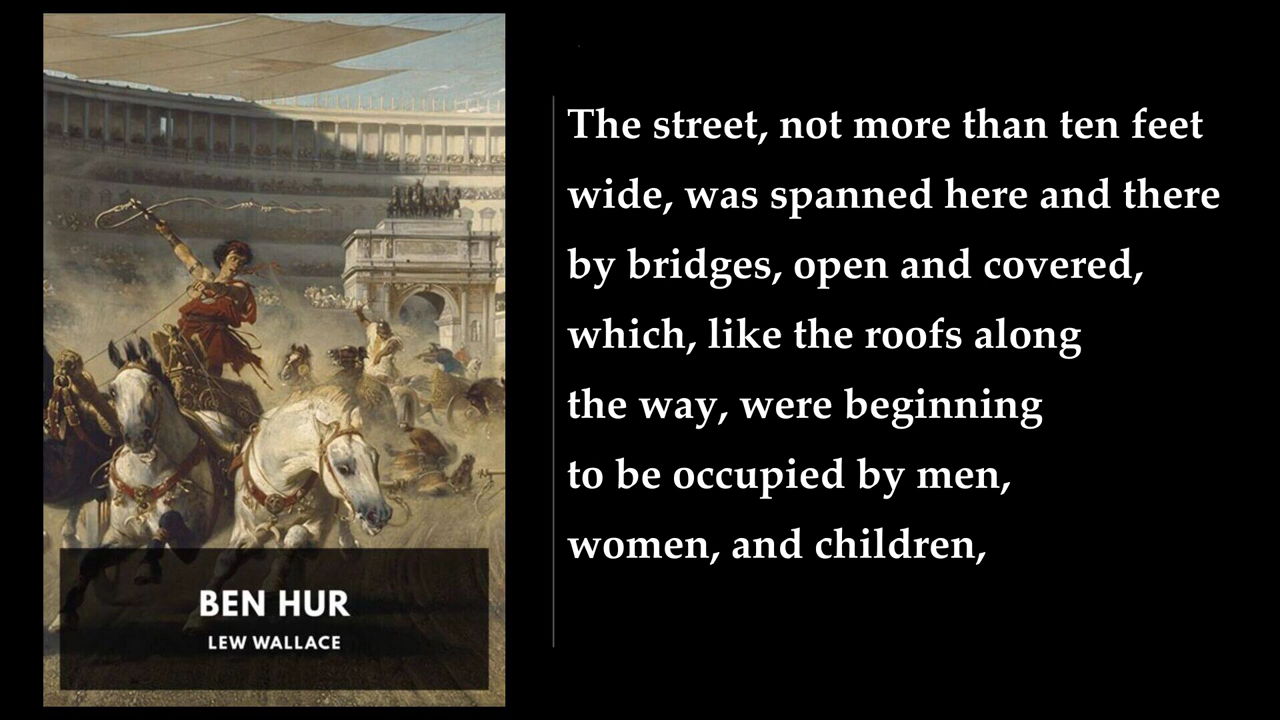 BEN HUR
LEW WALLACE
The street, not more than ten feet
wide, was spanned here and there
by bridges, open and covered,
which, like the roofs along
the way, were beginning
to be occupied by men,
women, and children,